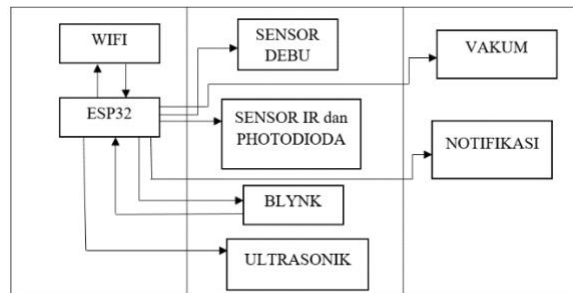 WIFI
ESP32
SENSOR
DEBU
SENSOR IR dan
PHOTODIODA
BLYNK
ULTRASONIK
VAKUM
NOTIFIKASI